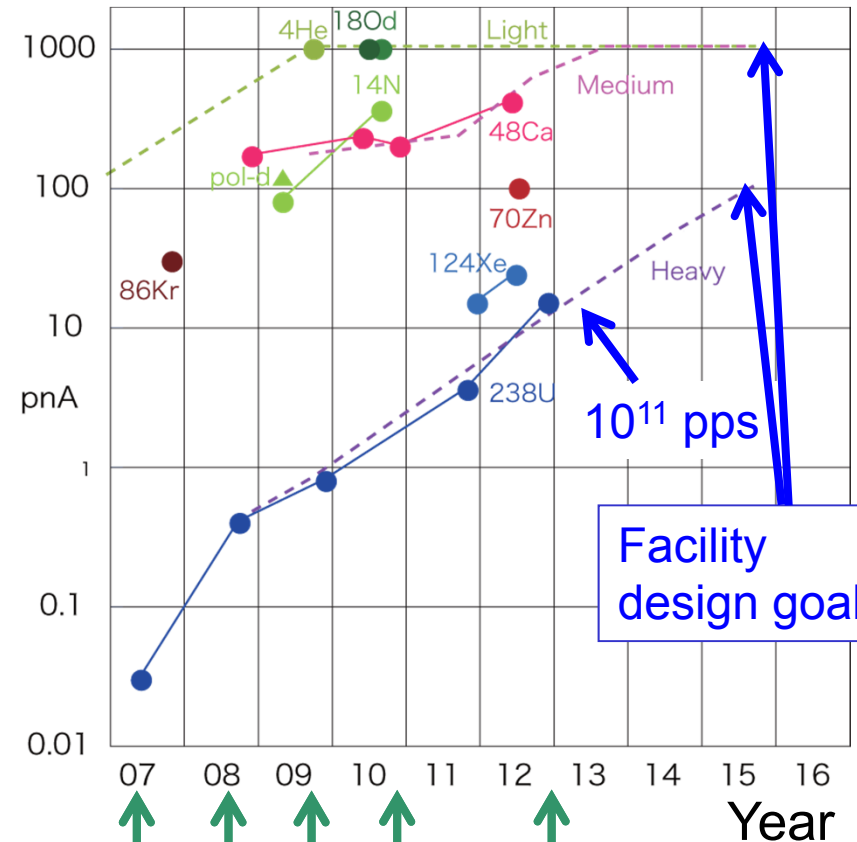 4He
18Od
1000
Light
14N
Medium
48Ca
pol-d
100
70Zn
124Xe
Heavy
86Kr
10
pnA
238U
10¹¹ pps
1
Facility
design goal
0.1
0.01
07 08 09 10 11 12 13 14 15 16
Year